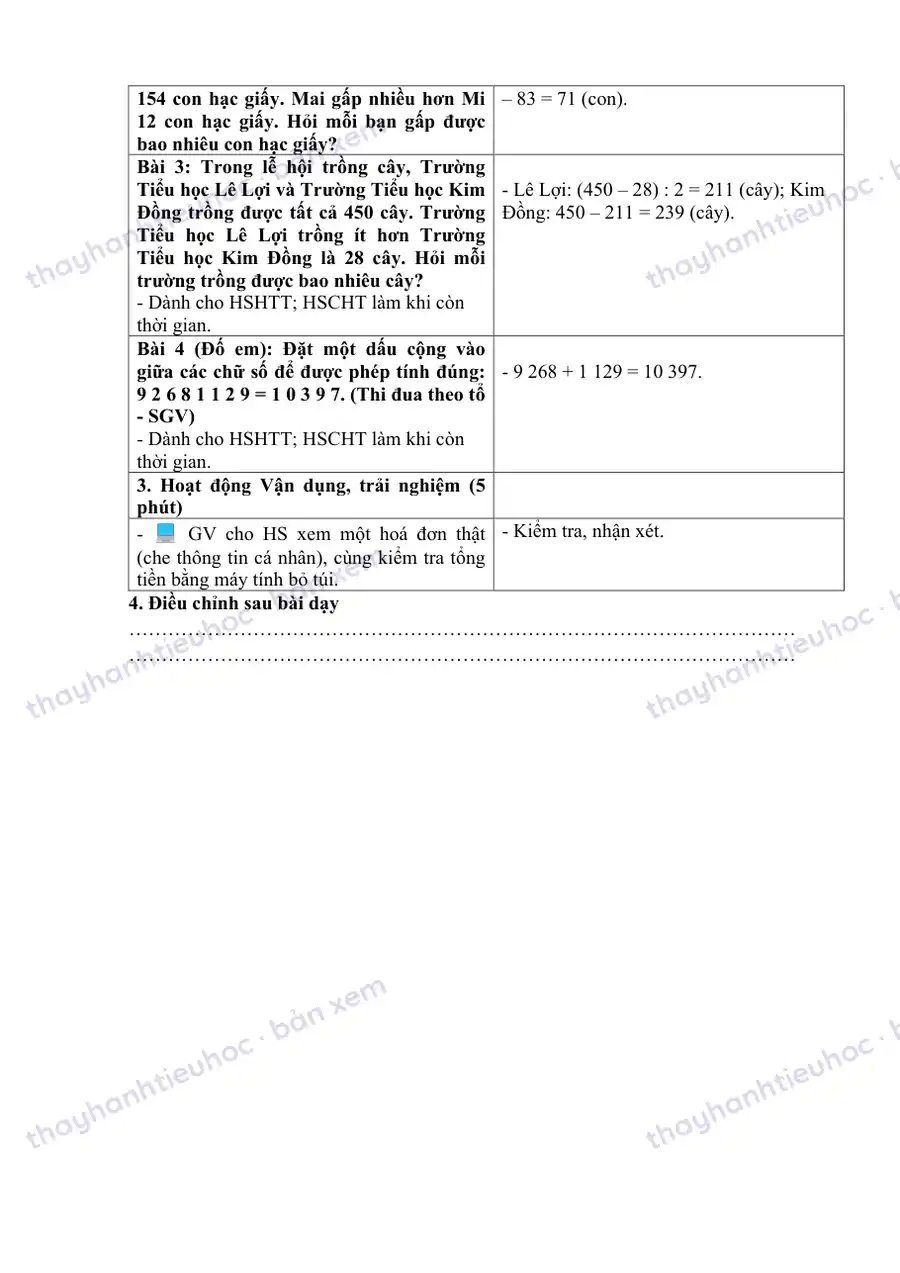 154 con hạc giấy. Mai gấp nhiều hơn Mi
12 con hạc giấy. Hỏi mỗi bạn gấp được
bao nhiêu con hạc giấy?
– 83 = 71 (con).
Bài 3: Trong lễ hội trồng cây, Trường
Tiểu học Lê Lợi và Trường Tiểu học Kim
Đồng trồng được tất cả 450 cây. Trường
Tiểu học Lê Lợi trồng ít hơn Trường
Tiểu học Kim Đồng là 28 cây. Hỏi mỗi
trường trồng được bao nhiêu cây?
- Dành cho HSHTT; HSCHT làm khi còn
thời gian.
- Lê Lợi: (450 – 28) : 2 = 211 (cây); Kim
Đồng: 450 – 211 = 239 (cây).
Bài 4 (Đố em): Đặt một dấu cộng vào
giữa các chữ số để được phép tính đúng:
9 2 6 8 1 1 2 9 = 1 0 3 9 7. (Thi đua theo tổ
- SGV)
- Dành cho HSHTT; HSCHT làm khi còn
thời gian.
- 9 268 + 1 129 = 10 397.
3. Hoạt động Vận dụng, trải nghiệm (5
phút)
- GV cho HS xem một hoá đơn thật
(che thông tin cá nhân), cùng kiểm tra tổng
tiền bằng máy tính bỏ túi.
- Kiểm tra, nhận xét.
4. Điều chỉnh sau bài dạy
……………………………………………………………………………………………
……………………………………………………………………………………………
thayhanhtieuhoc · bản xem
thayhanhtieuhoc · b
thayhanhtieuhoc · bản xem
thayhanhtieuhoc · b
thayhanhtieuhoc · bản xem
thayhanhtieuhoc · b